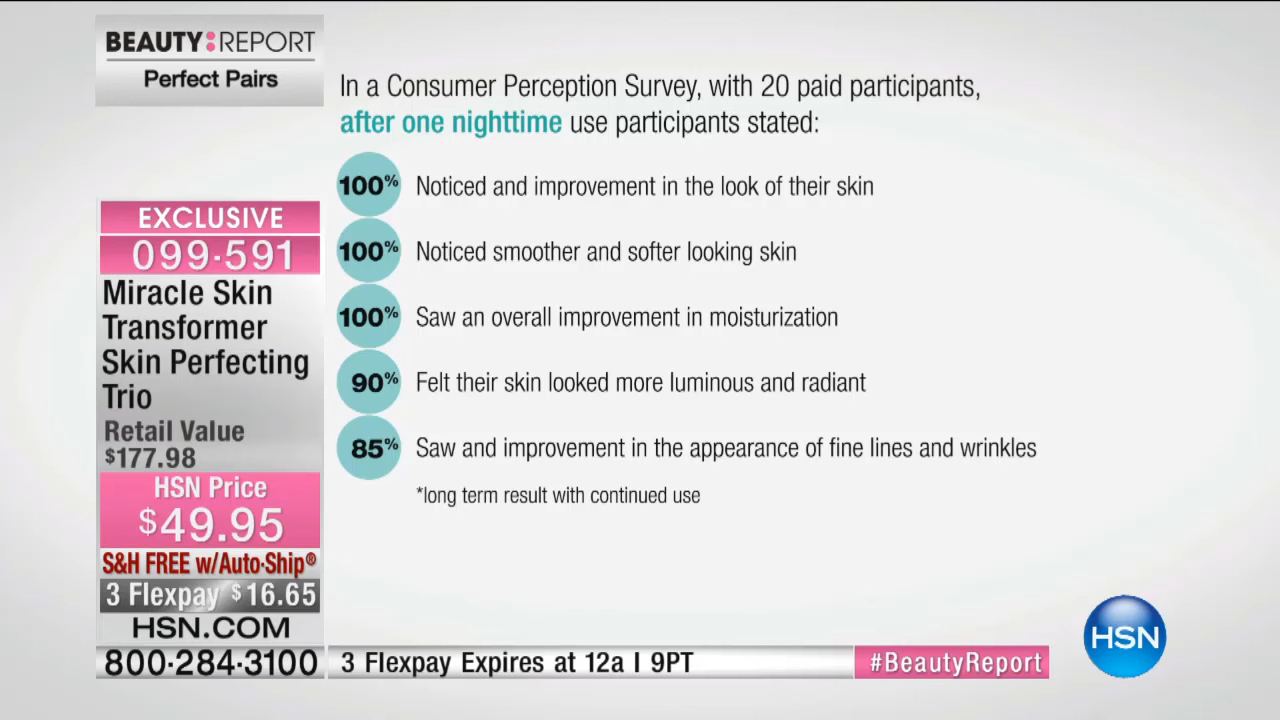 BEAUTY:REPORT
Perfect Pairs
In a Consumer Perception Survey, with 20 paid participants,
after one nighttime use participants stated:
100% Noticed and improvement in the look of their skin
100% Noticed smoother and softer looking skin
100% Saw an overall improvement in moisturization
90% Felt their skin looked more luminous and radiant
85% Saw and improvement in the appearance of fine lines and wrinkles
*long term result with continued use
EXCLUSIVE
099·591
Miracle Skin
Transformer
Skin Perfecting
Trio
Retail Value
$177.98
HSN Price
$49.95
S&H FREE w/Auto·Ship®
3 Flexpay $16.65
HSN.COM
800·284·3100
3 Flexpay Expires at 12a I 9PT
#BeautyReport
HSN